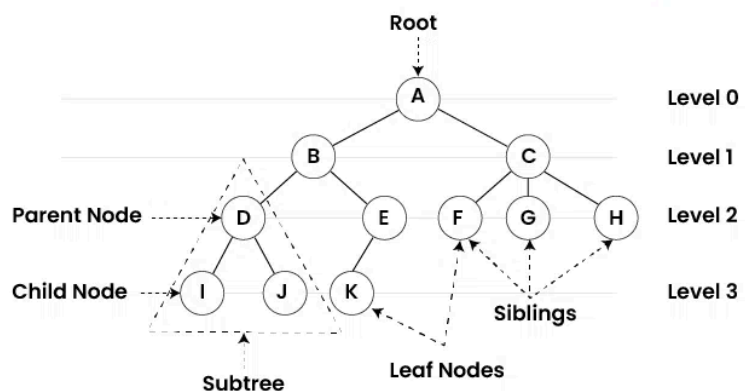 Root
A
Level 0
B
C
Level 1
Parent Node
D
E
F
G
H
Level 2
Child Node
I
J
K
Level 3
Siblings
Leaf Nodes
Subtree